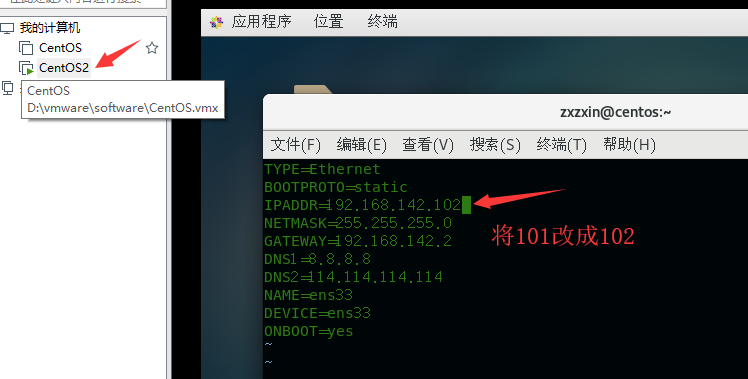 我的计算机
CentOS
CentOS2
CentOS
D:\vmware\software\CentOS.vmx
应用程序 位置 终端
zxzxin@centos:~
文件(F) 编辑(E) 查看(V) 搜索(S) 终端(T) 帮助(H)
TYPE=Ethernet
BOOTPROTO=static
IPADDR=192.168.142.102
NETMASK=255.255.255.0
GATEWAY=192.168.142.2
DNS1=8.8.8.8
DNS2=114.114.114.114
NAME=ens33
DEVICE=ens33
ONBOOT=yes
~
~
将101改成102